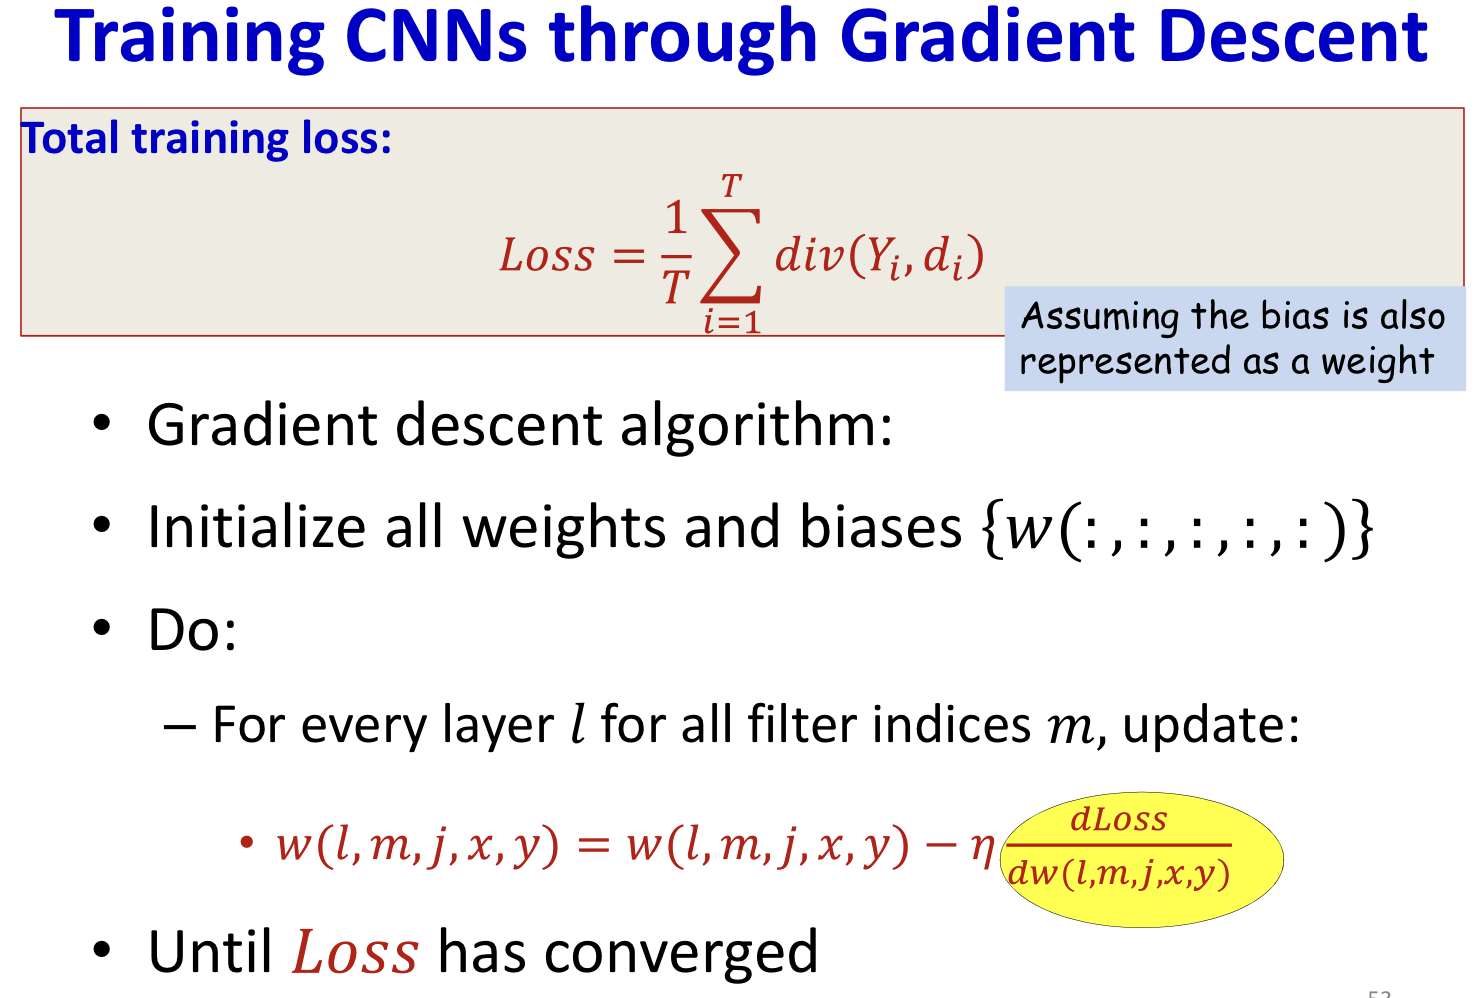 Training CNNs through Gradient Descent
Total training loss:
Loss = \frac{1}{T} \sum_{i=1}^{T} div(Y_i, d_i)
Assuming the bias is also
represented as a weight
• Gradient descent algorithm:
• Initialize all weights and biases {w(:,:,:,:,:)}
• Do:
– For every layer l for all filter indices m, update:
• w(l, m, j, x, y) = w(l, m, j, x, y) − η \frac{dLoss}{dw(l,m,j,x,y)}
• Until Loss has converged